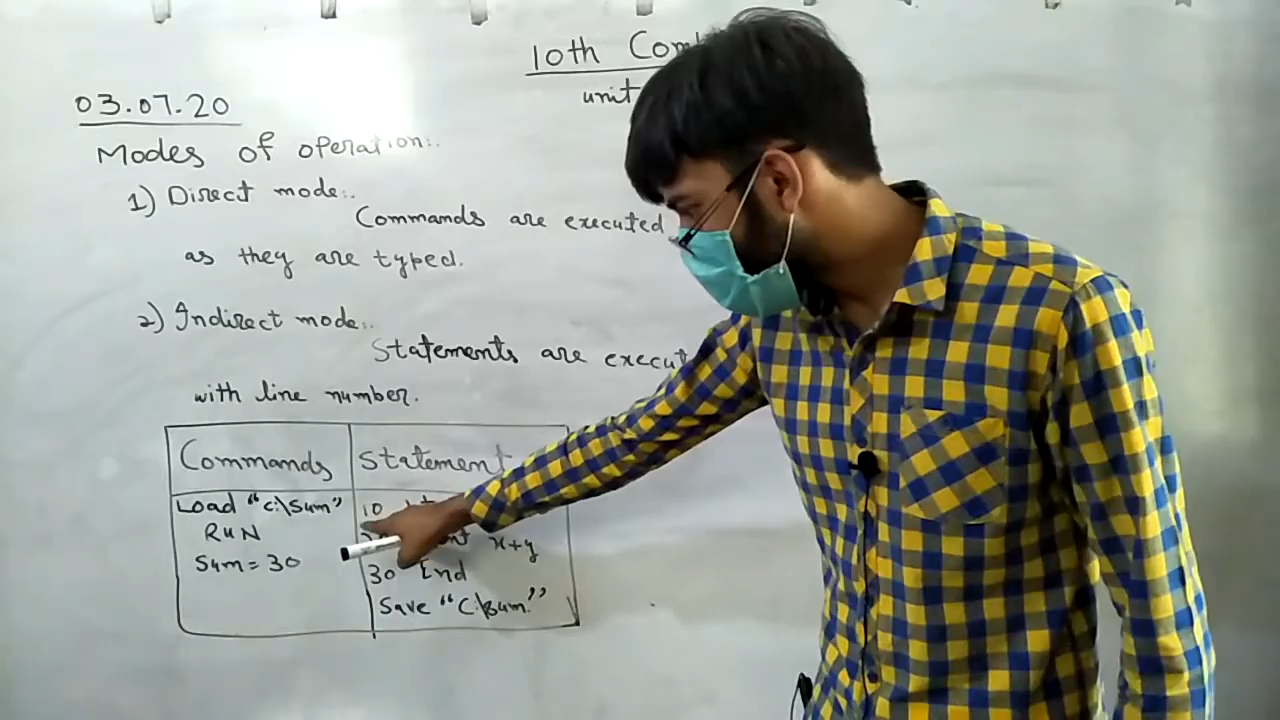 10th Com
unit
03.07.20
Modes of operation:.
1) Direct mode:.
Commands are executed
as they are typed.
2) Indirect mode:.
Statements are execut
with line number.
Commands
Statement
Load "c:\Sum"
RUN
Sum = 30
10
x+y
30 End
Save "C:\Sum"